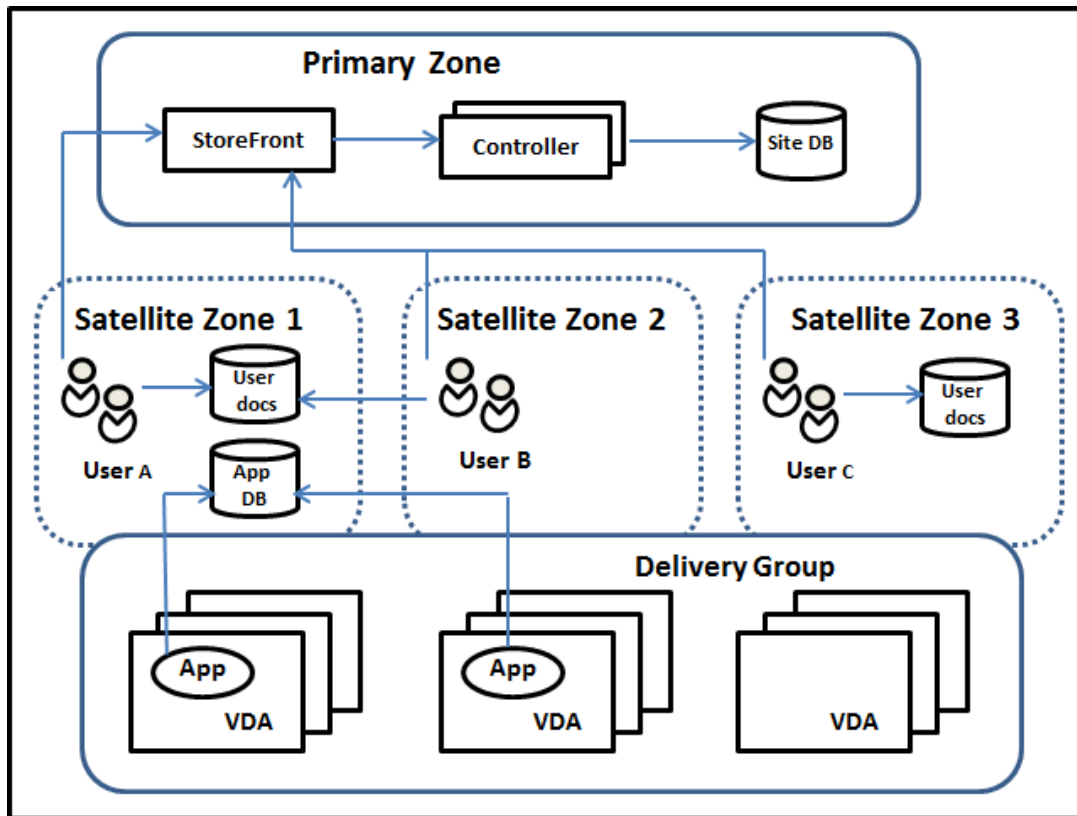 Primary Zone
StoreFront
Controller
Site DB
Satellite Zone 1
Satellite Zone 2
Satellite Zone 3
User
docs
User
docs
User A
User B
User C
App
DB
Delivery Group
App
VDA
App
VDA
VDA